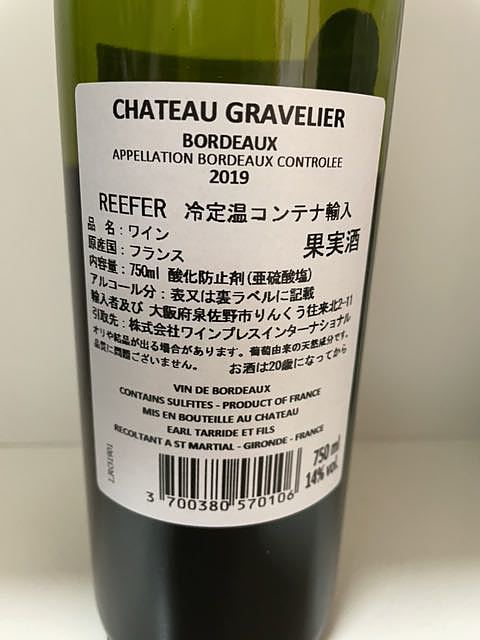 CHATEAU GRAVELIER
BORDEAUX
APPELLATION BORDEAUX CONTROLEE
2019
REEFER 冷定温コンテナ輸入
品 名：ワイン
果実酒
原産国：フランス
内容量：750ml 酸化防止剤(亜硫酸塩)
アルコール分：表又は裏ラベルに記載
輸入者及び 大阪府泉佐野市りんくう往来北2-11
引取先：株式会社ワインプレスインターナショナル
オリや結晶が出る場合があります。葡萄由来の天然成分です。
品質に問題ございません。 お酒は20歳になってから
VIN DE BORDEAUX
CONTAINS SULFITES - PRODUCT OF FRANCE
MIS EN BOUTEILLE AU CHATEAU
EARL TARRIDE ET FILS
RECOLTANT A ST MARTIAL - GIRONDE - FRANCE
750 ml
14% vol.
3 700380 570106